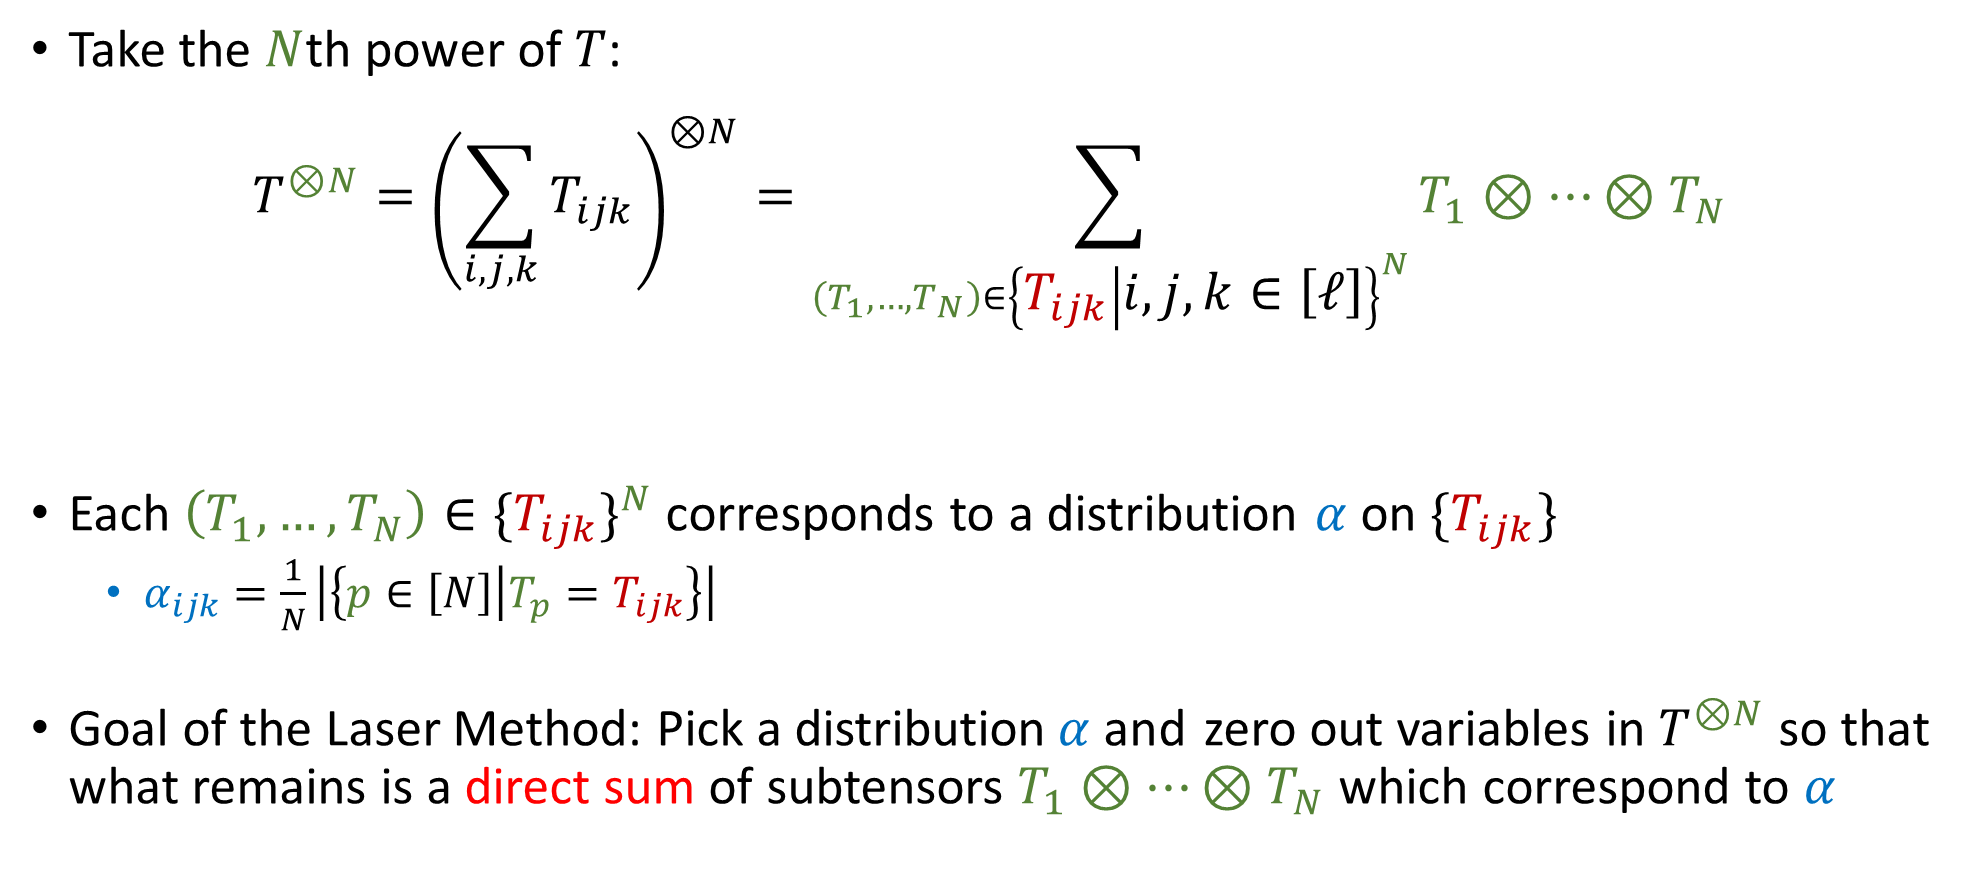 • Take the Nth power of T:
T^{⊗N} = (∑_{i,j,k} T_{ijk})^{⊗N} = ∑_{(T_1,…,T_N)∈{T_{ijk}|i,j,k ∈ [ℓ]}^N} T_1 ⊗ ⋯ ⊗ T_N
• Each (T_1, … , T_N) ∈ {T_{ijk}}^N corresponds to a distribution α on {T_{ijk}}
• α_{ijk} = \frac{1}{N} |{p ∈ [N]|T_p = T_{ijk}}|
• Goal of the Laser Method: Pick a distribution α and zero out variables in T^{⊗N} so that
what remains is a direct sum of subtensors T_1 ⊗ ⋯ ⊗ T_N which correspond to α